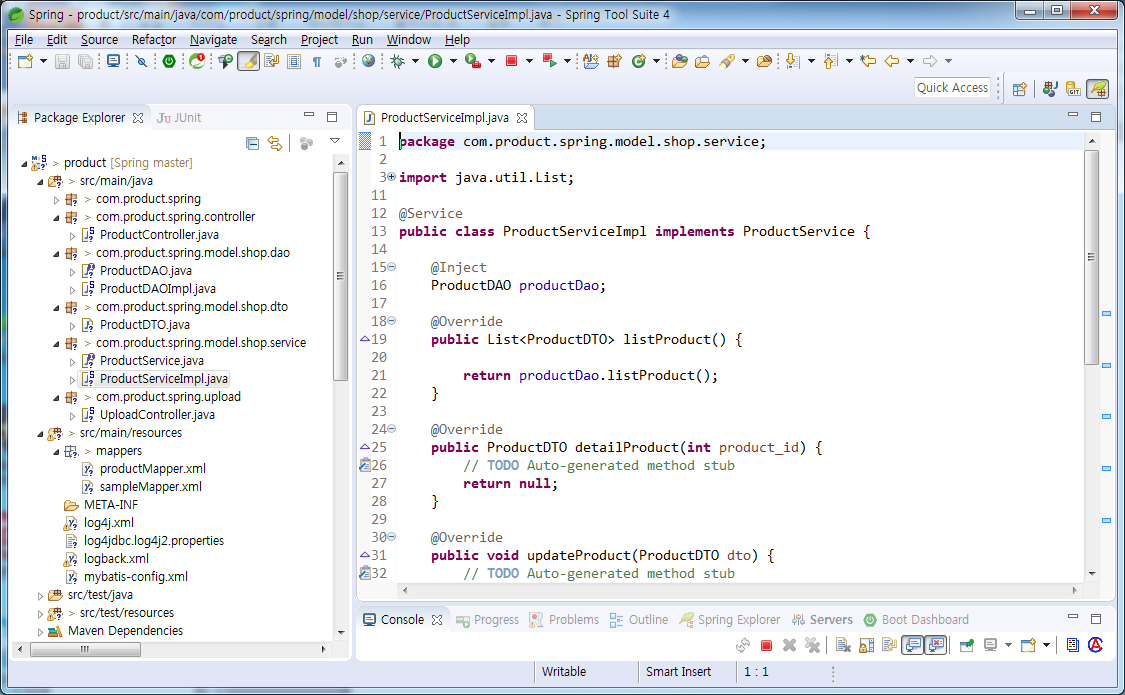 Spring - product/src/main/java/com/product/spring/model/shop/service/ProductServiceImpl.java - Spring Tool Suite 4
File Edit Source Refactor Navigate Search Project Run Window Help
Quick Access
Package Explorer
JUnit
> product [Spring master]
> src/main/java
> com.product.spring
> com.product.spring.controller
ProductController.java
> com.product.spring.model.shop.dao
ProductDAO.java
ProductDAOImpl.java
> com.product.spring.model.shop.dto
ProductDTO.java
> com.product.spring.model.shop.service
ProductService.java
ProductServiceImpl.java
> com.product.spring.upload
UploadController.java
> src/main/resources
> mappers
productMapper.xml
sampleMapper.xml
META-INF
log4j.xml
log4jdbc.log4j2.properties
logback.xml
mybatis-config.xml
src/test/java
> src/test/resources
Maven Dependencies
ProductServiceImpl.java
1 package com.product.spring.model.shop.service;
2
3 import java.util.List;
11
12 @Service
13 public class ProductServiceImpl implements ProductService {
14
15 @Inject
16 ProductDAO productDao;
17
18 @Override
19 public List<ProductDTO> listProduct() {
20
21 return productDao.listProduct();
22 }
23
24 @Override
25 public ProductDTO detailProduct(int product_id) {
26 // TODO Auto-generated method stub
27 return null;
28 }
29
30 @Override
31 public void updateProduct(ProductDTO dto) {
32 // TODO Auto-generated method stub
Console Progress Problems Outline Spring Explorer Servers Boot Dashboard
Writable Smart Insert 1 : 1